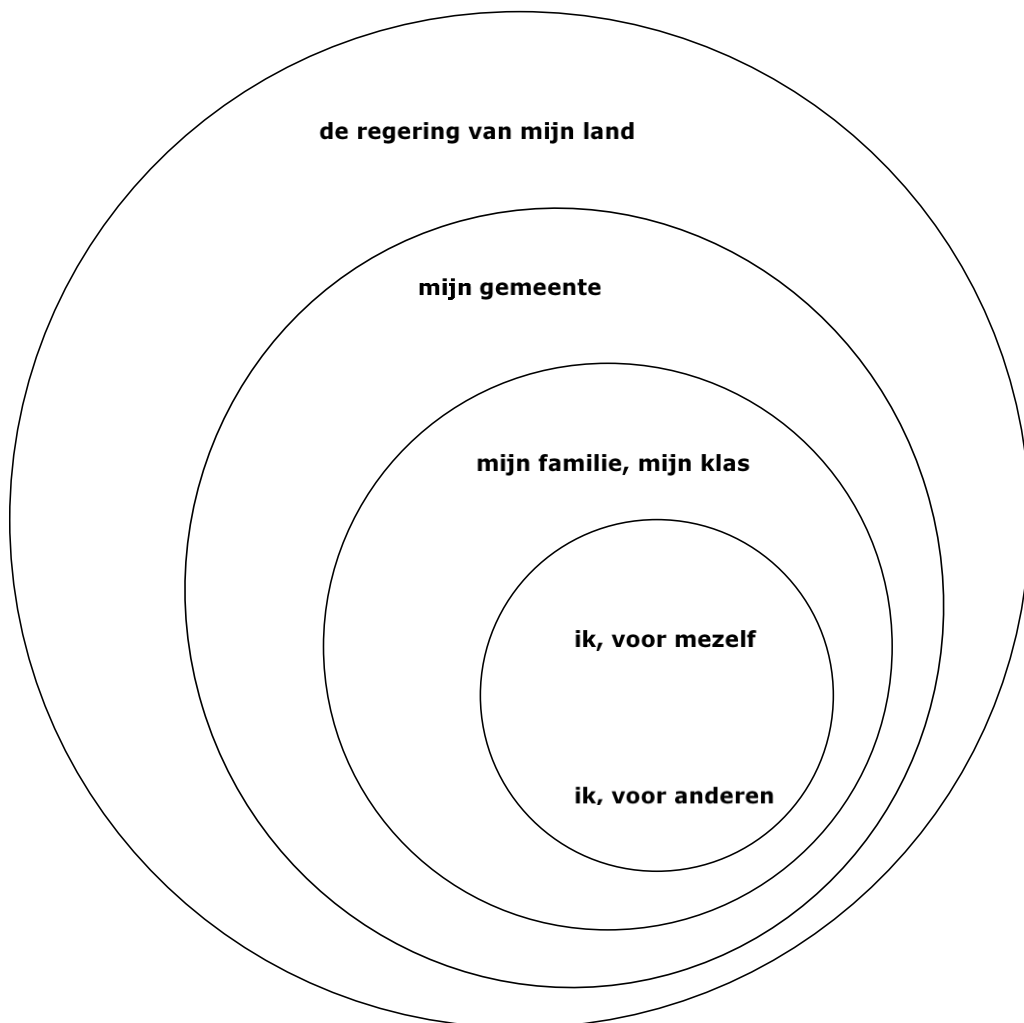 de regering van mijn land
mijn gemeente
mijn familie, mijn klas
ik, voor mezelf
ik, voor anderen